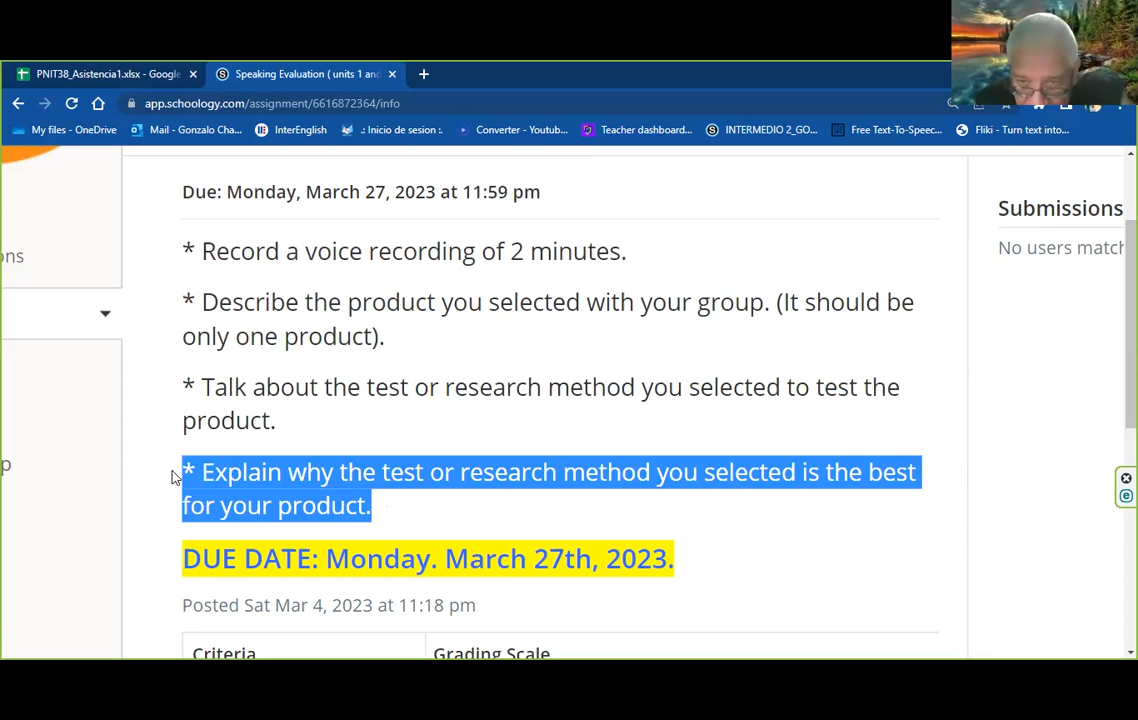 PNIT38_Asistencia1.xlsx - Google
Speaking Evaluation ( units 1 and
app.schoology.com/assignment/6616872364/info
My files - OneDrive
Mail - Gonzalo Cha...
InterEnglish
.: Inicio de sesion :.
Converter - Youtub...
Teacher dashboard...
INTERMEDIO 2_GO...
Free Text-To-Speec...
Fliki - Turn text into...
Due: Monday, March 27, 2023 at 11:59 pm
Submissions
No users match
ons
* Record a voice recording of 2 minutes.
* Describe the product you selected with your group. (It should be
only one product).
* Talk about the test or research method you selected to test the
product.
p
* Explain why the test or research method you selected is the best
for your product.
DUE DATE: Monday. March 27th, 2023.
Posted Sat Mar 4, 2023 at 11:18 pm
Criteria
Grading Scale